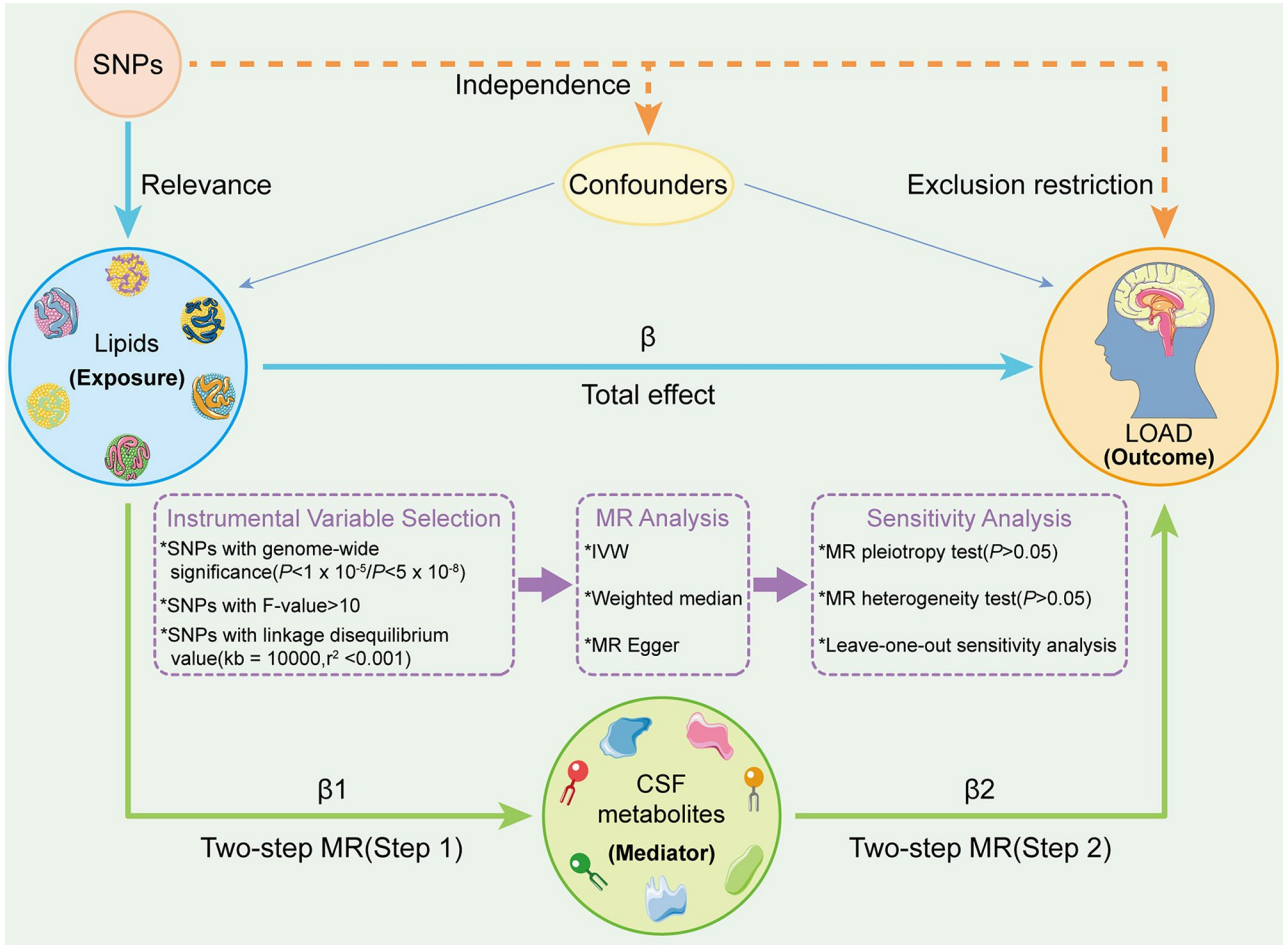 SNPs
Independence
Relevance
Confounders
Exclusion restriction
Lipids
(Exposure)
β
Total effect
LOAD
(Outcome)
Instrumental Variable Selection
*SNPs with genome-wide
significance(P<1 x 10⁻⁵/P<5 x 10⁻⁸)
*SNPs with F-value>10
*SNPs with linkage disequilibrium
value(kb = 10000,r² <0.001)
MR Analysis
*IVW
*Weighted median
*MR Egger
Sensitivity Analysis
*MR pleiotropy test(P>0.05)
*MR heterogeneity test(P>0.05)
*Leave-one-out sensitivity analysis
β1
Two-step MR(Step 1)
CSF
metabolites
(Mediator)
β2
Two-step MR(Step 2)